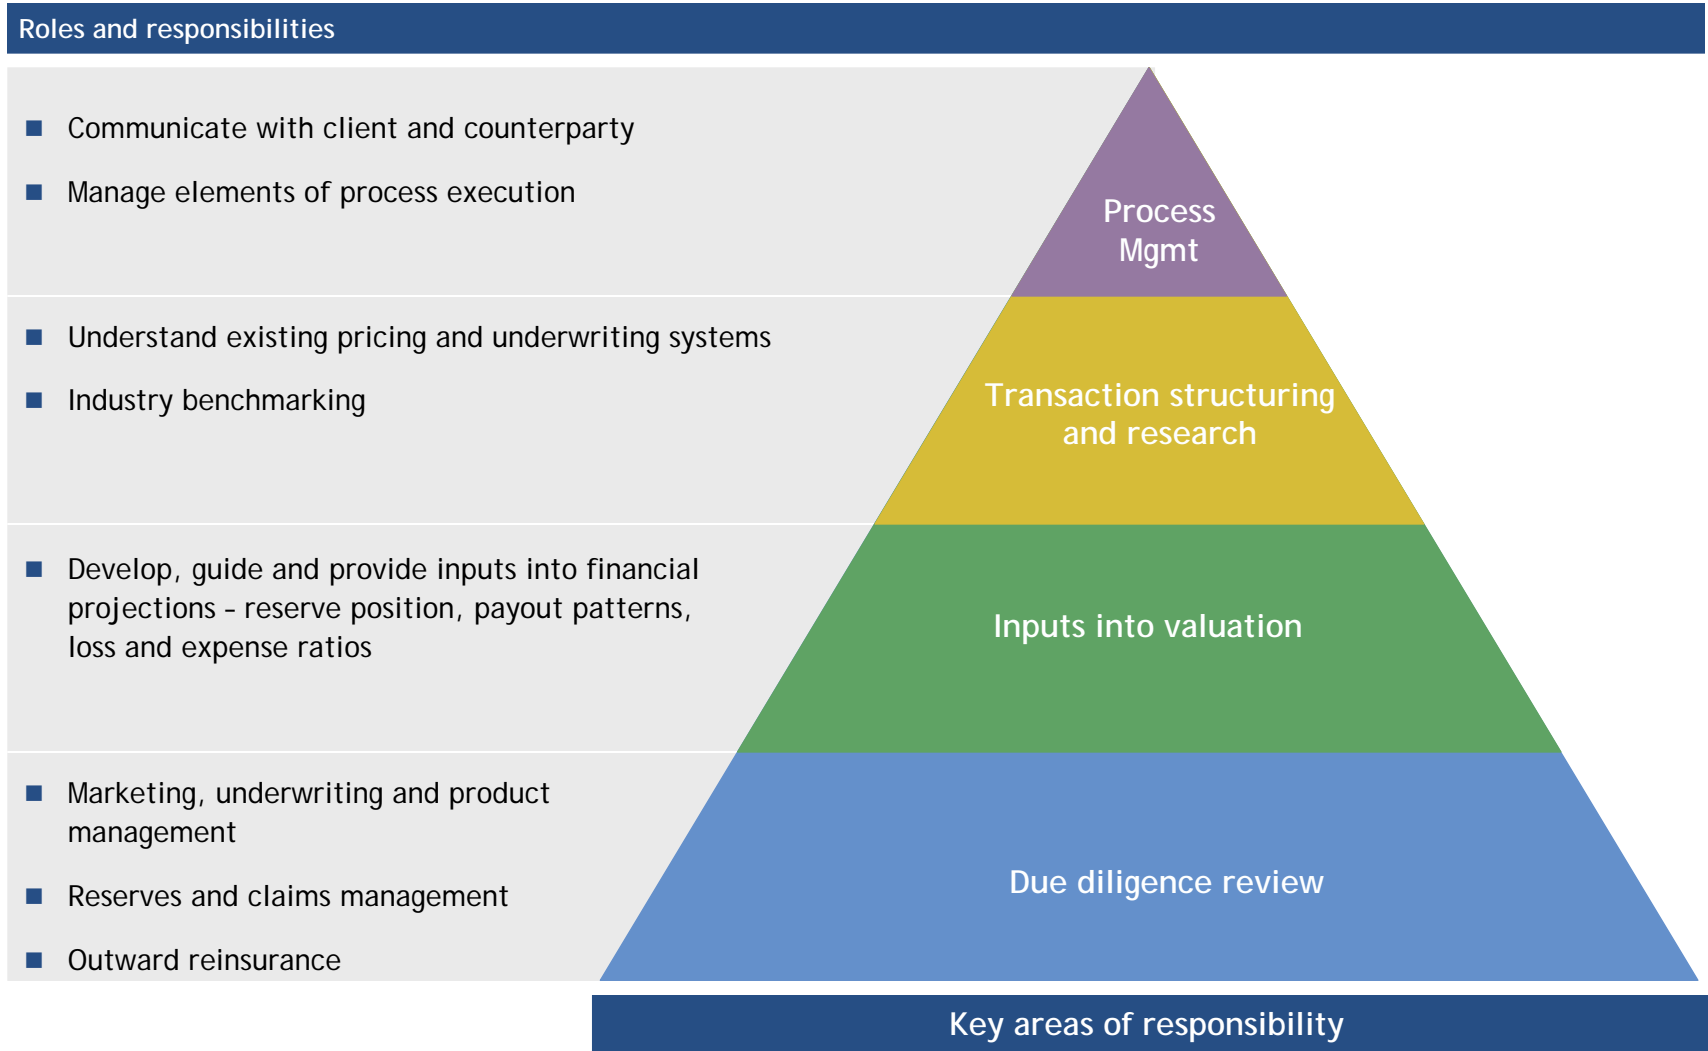 Roles and responsibilities
Communicate with client and counterparty
Manage elements of process execution
Process
Mgmt
Understand existing pricing and underwriting systems
Industry benchmarking
Transaction structuring
and research
Develop, guide and provide inputs into financial
projections – reserve position, payout patterns,
loss and expense ratios
Inputs into valuation
Marketing, underwriting and product
management
Reserves and claims management
Outward reinsurance
Due diligence review
Key areas of responsibility